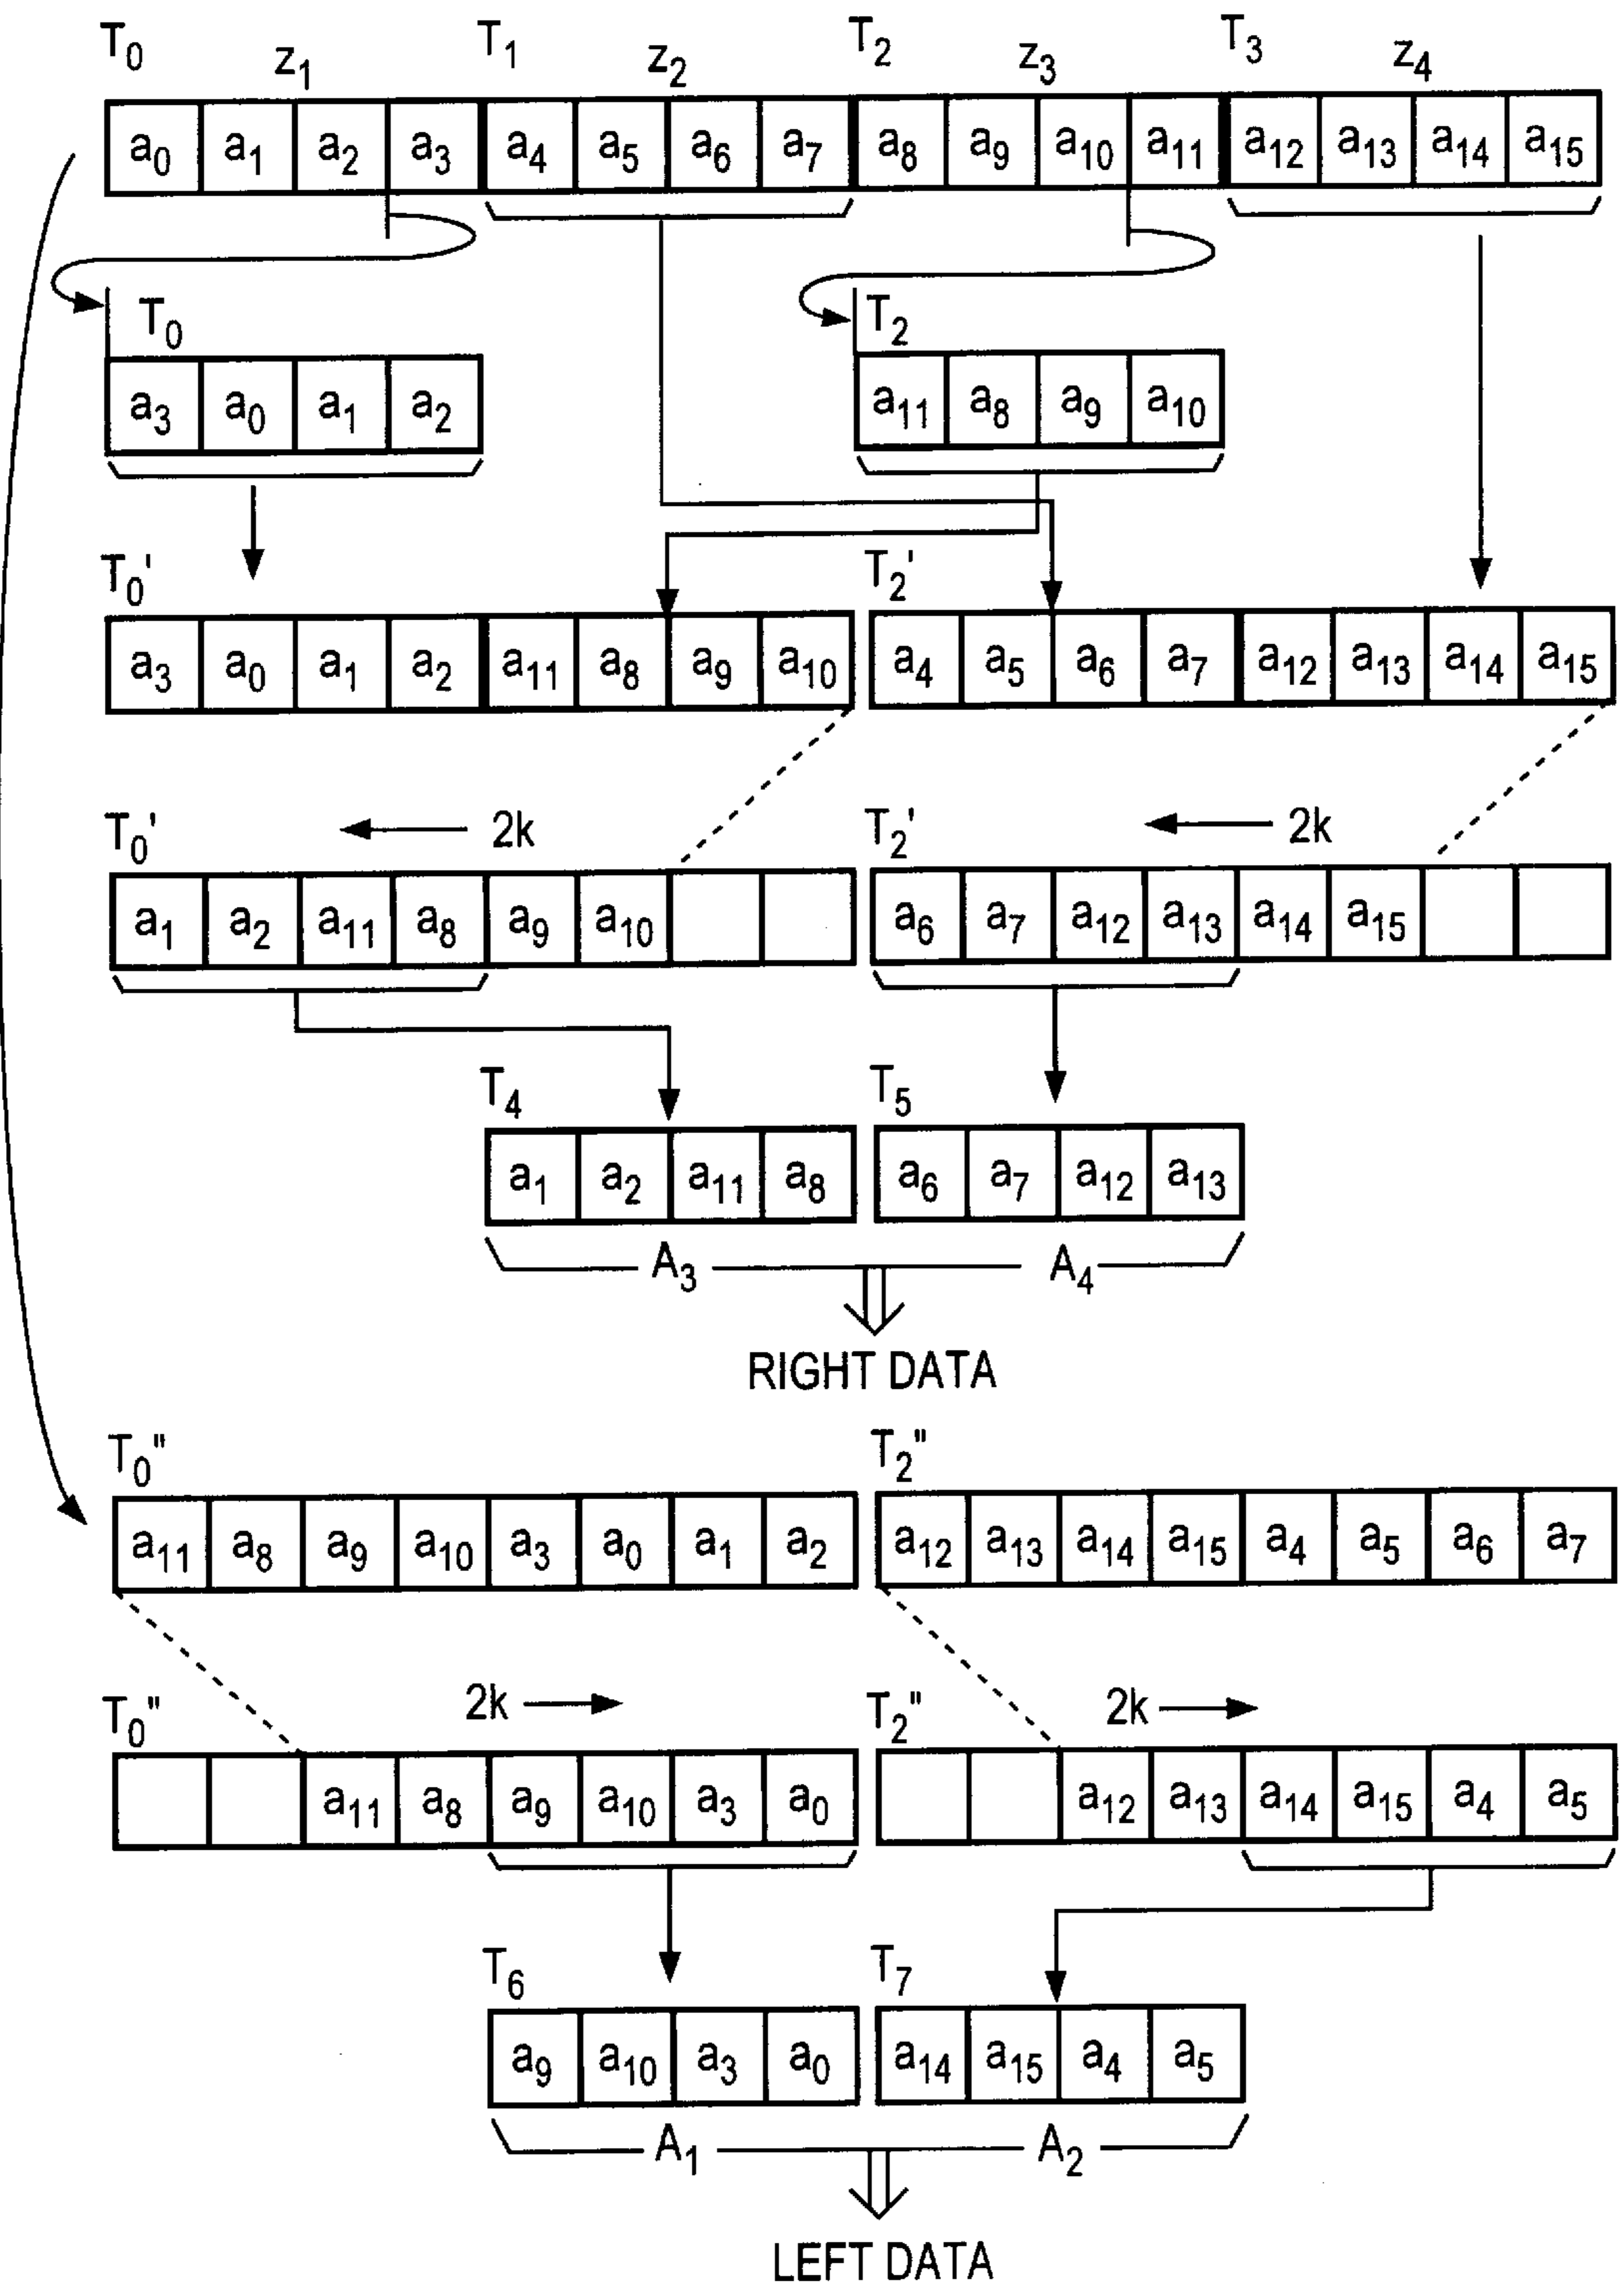 T0 z1 T1 z2 T2 z3 T3 z4
a0 a1 a2 a3 a4 a5 a6 a7 a8 a9 a10 a11 a12 a13 a14 a15
T0 T2
a3 a0 a1 a2 a11 a8 a9 a10
T0' T2'
a3 a0 a1 a2 a11 a8 a9 a10 a4 a5 a6 a7 a12 a13 a14 a15
T0' 2k T2' 2k
a1 a2 a11 a8 a9 a10 a6 a7 a12 a13 a14 a15
T4 T5
a1 a2 a11 a8 a6 a7 a12 a13
A3 A4
RIGHT DATA
T0" T2"
a11 a8 a9 a10 a3 a0 a1 a2 a12 a13 a14 a15 a4 a5 a6 a7
T0" 2k T2" 2k
a11 a8 a9 a10 a3 a0 a12 a13 a14 a15 a4 a5
T6 T7
a9 a10 a3 a0 a14 a15 a4 a5
A1 A2
LEFT DATA